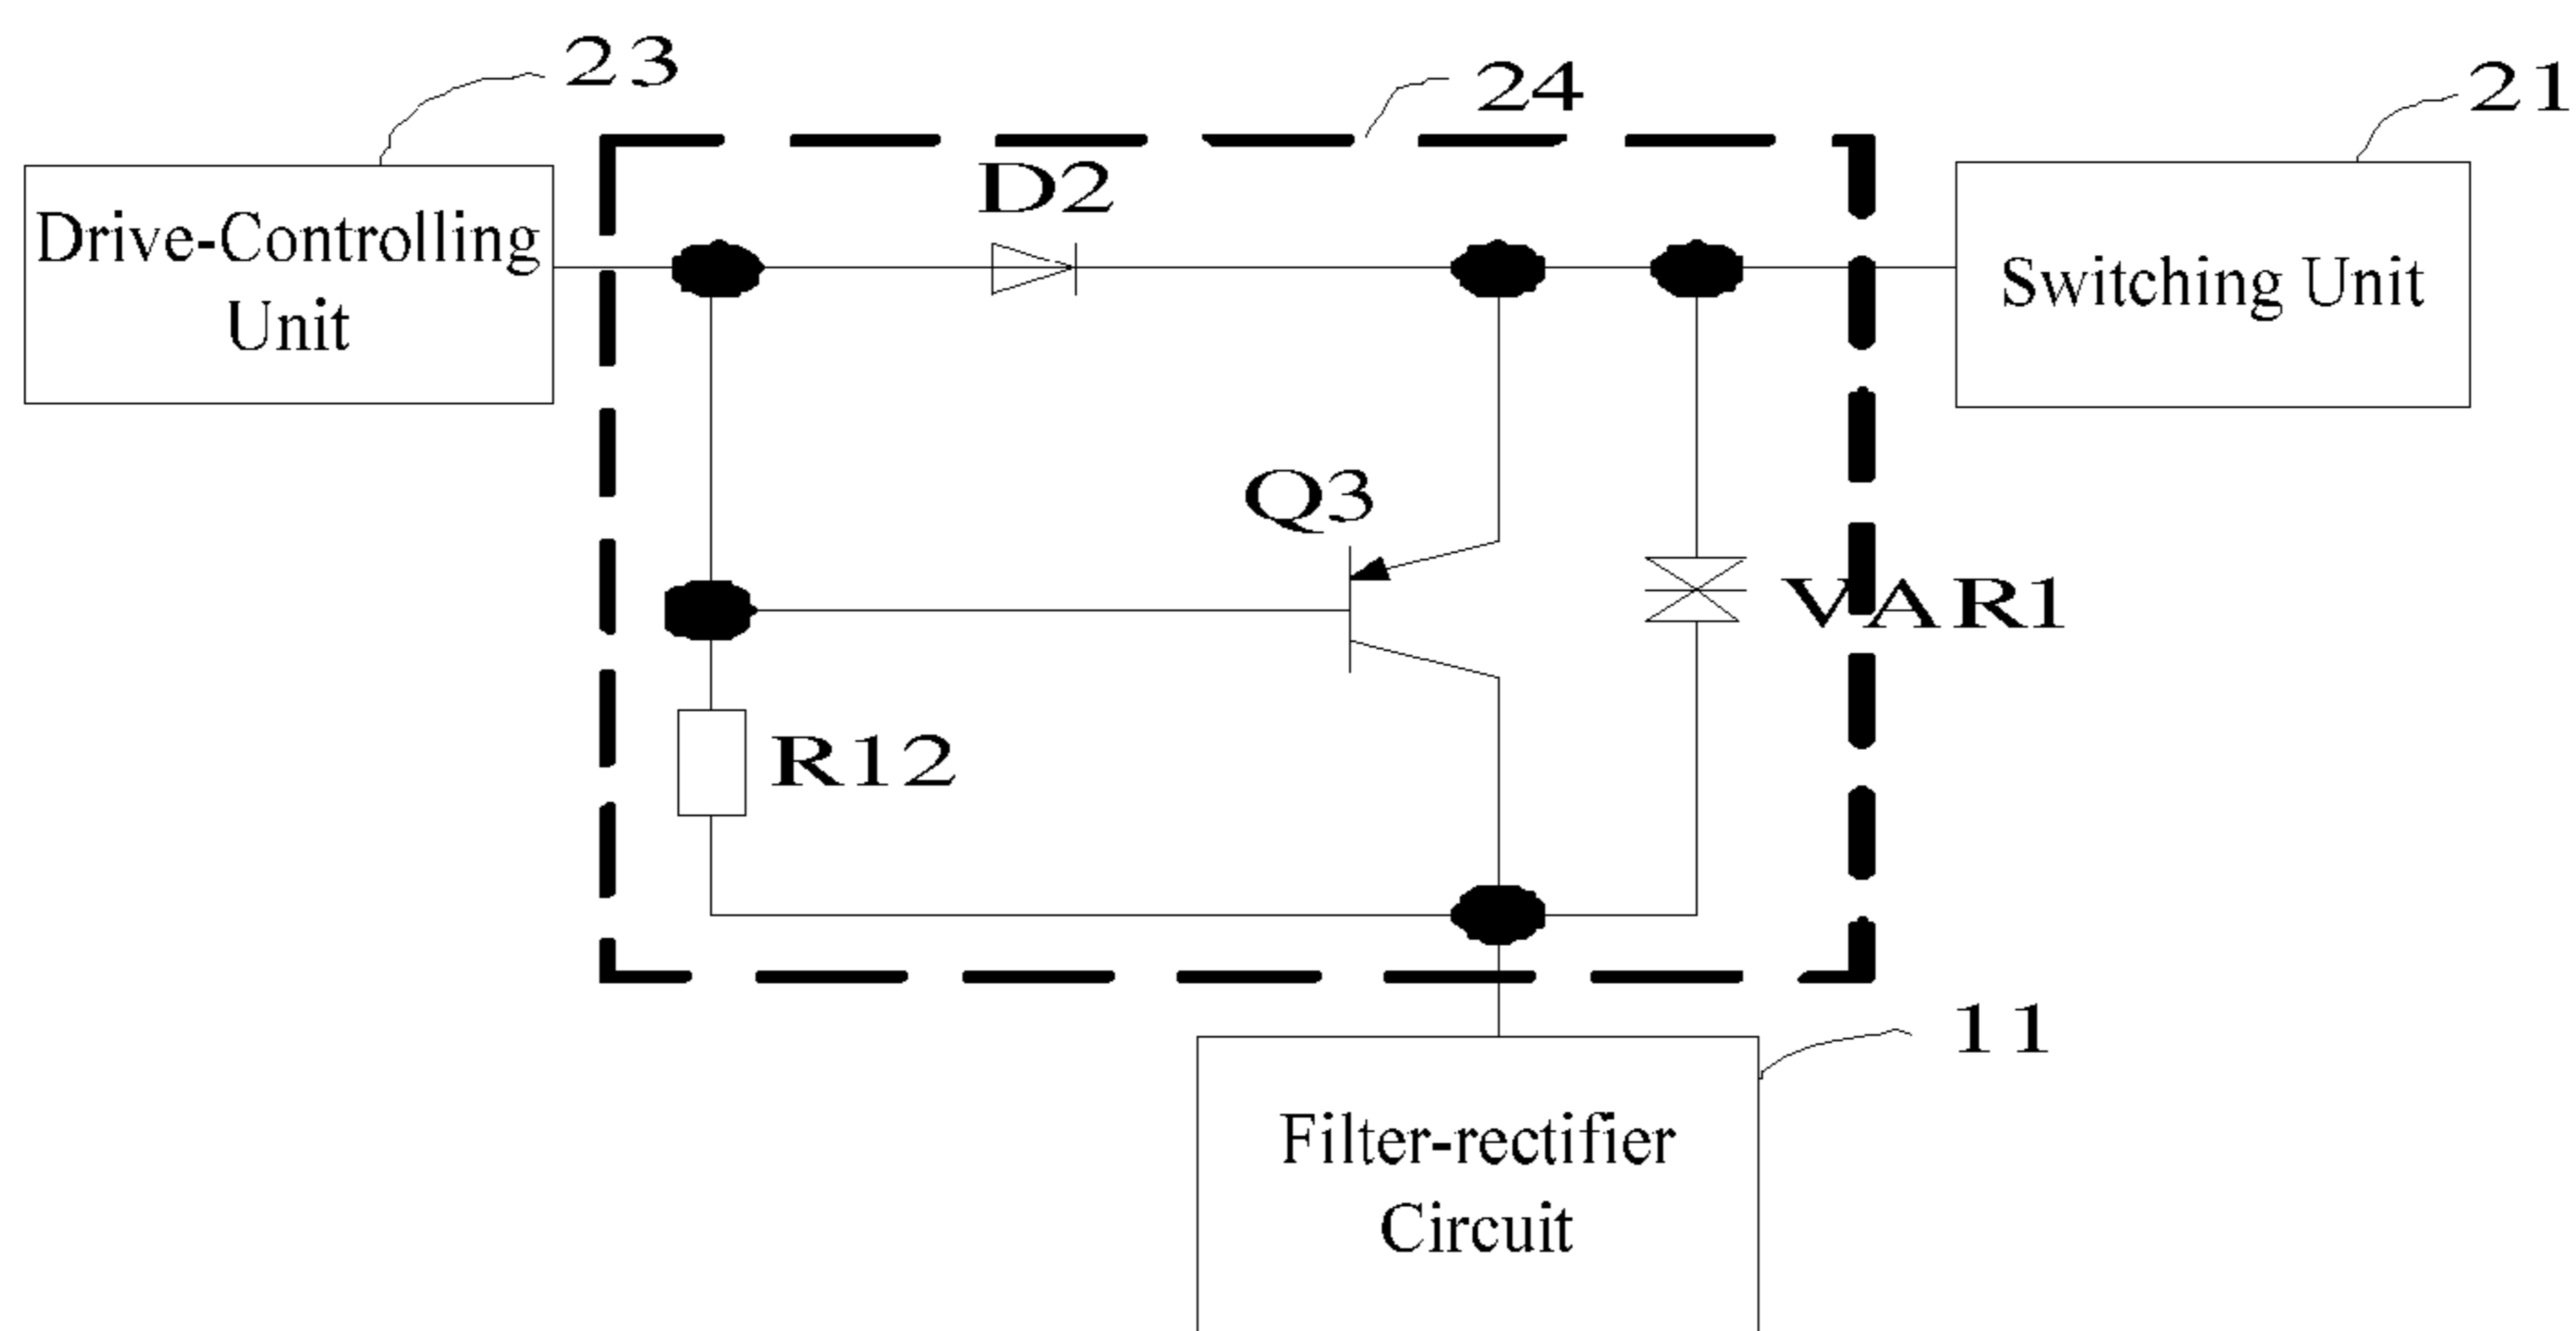 23
24
21
D2
Drive-Controlling
Unit
Switching Unit
Q3
VAR1
R12
11
Filter-rectifier
Circuit